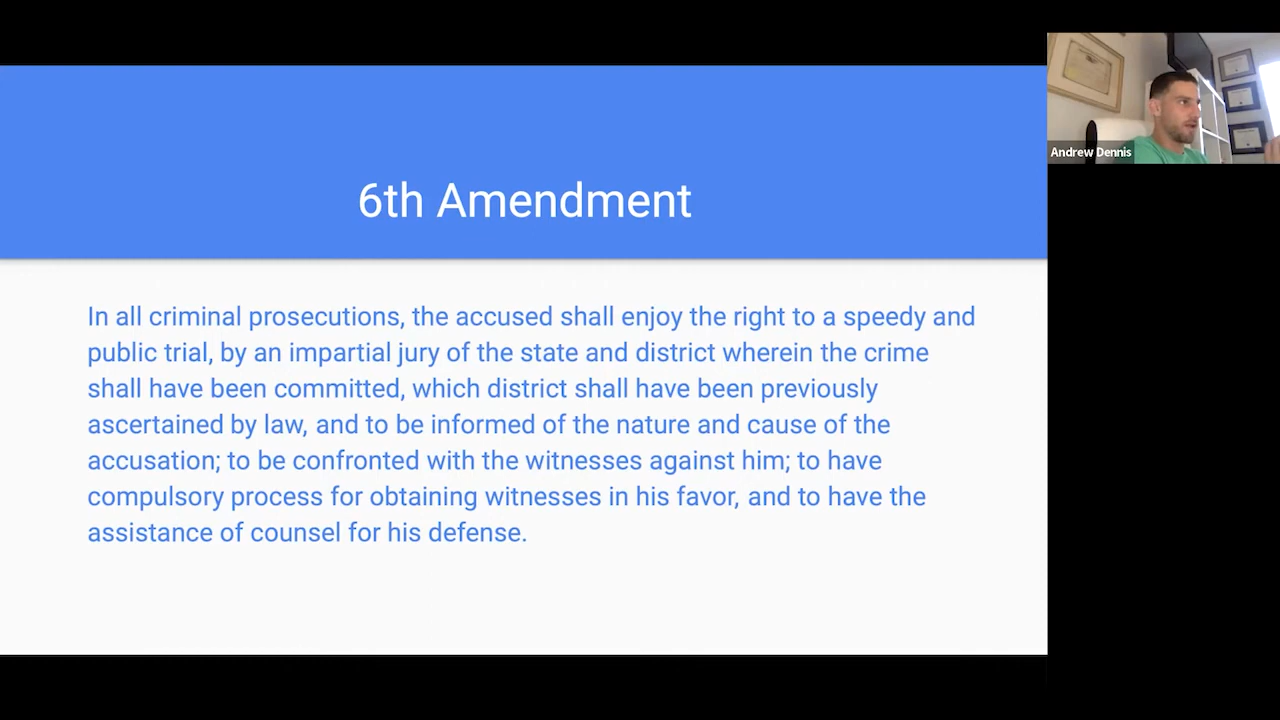 6th Amendment
In all criminal prosecutions, the accused shall enjoy the right to a speedy and
public trial, by an impartial jury of the state and district wherein the crime
shall have been committed, which district shall have been previously
ascertained by law, and to be informed of the nature and cause of the
accusation; to be confronted with the witnesses against him; to have
compulsory process for obtaining witnesses in his favor, and to have the
assistance of counsel for his defense.
Andrew Dennis